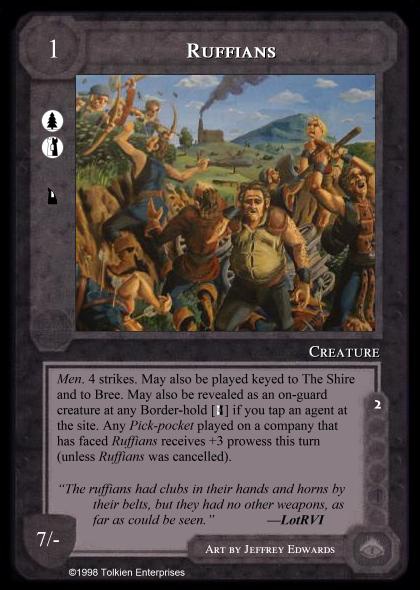 1
RUFFIANS
CREATURE
Men. 4 strikes. May also be played keyed to The Shire
and to Bree. May also be revealed as an on-guard
creature at any Border-hold [ ] if you tap an agent at
the site. Any Pick-pocket played on a company that
has faced Ruffians receives +3 prowess this turn
(unless Ruffians was cancelled).
2
“The ruffians had clubs in their hands and horns by
their belts, but they had no other weapons, as
far as could be seen.” —LotRVI
7/-
ART BY JEFFREY EDWARDS
©1998 Tolkien Enterprises